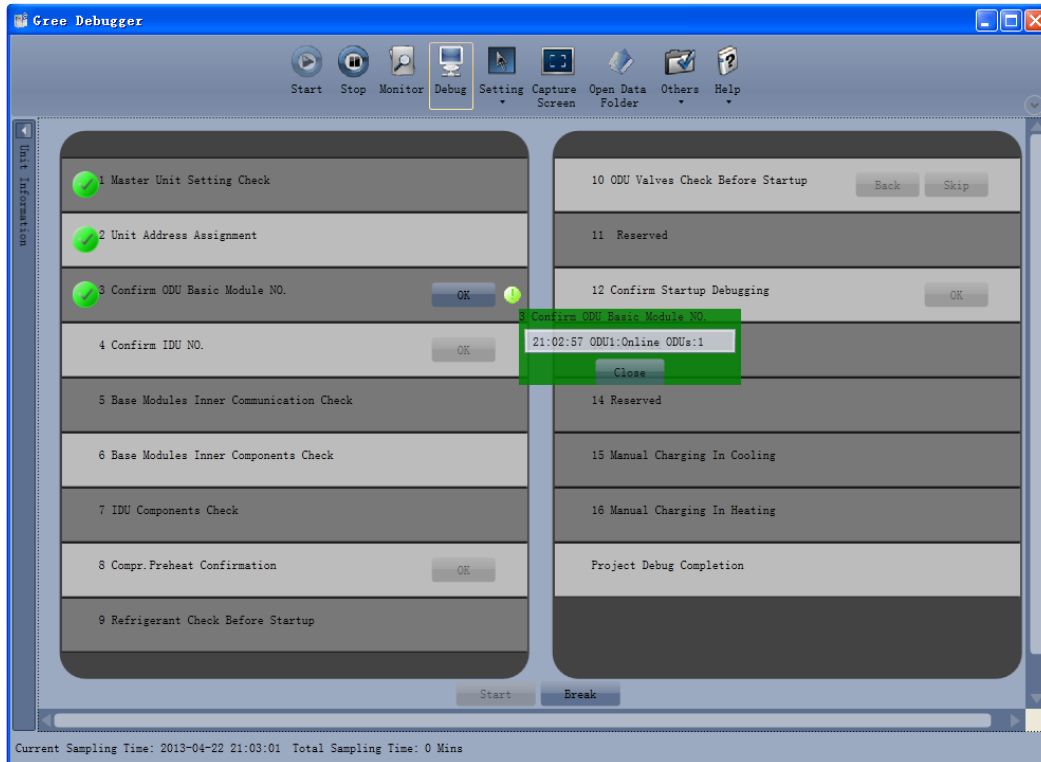 Gree Debugger
Start Stop Monitor Debug Setting Capture Screen Open Data Folder Others Help
Unit Information
1 Master Unit Setting Check
2 Unit Address Assignment
3 Confirm ODU Basic Module NO. OK
4 Confirm IDU NO. OK
5 Base Modules Inner Communication Check
6 Base Modules Inner Components Check
7 IDU Components Check
8 Compr.Preheat Confirmation OK
9 Refrigerant Check Before Startup
10 ODU Valves Check Before Startup Back Skip
11 Reserved
12 Confirm Startup Debugging OK
3 Confirm ODU Basic Module NO.
21:02:57 ODU1:Online ODUs:1
Close
14 Reserved
15 Manual Charging In Cooling
16 Manual Charging In Heating
Project Debug Completion
Start Break
Current Sampling Time: 2013-04-22 21:03:01 Total Sampling Time: 0 Mins